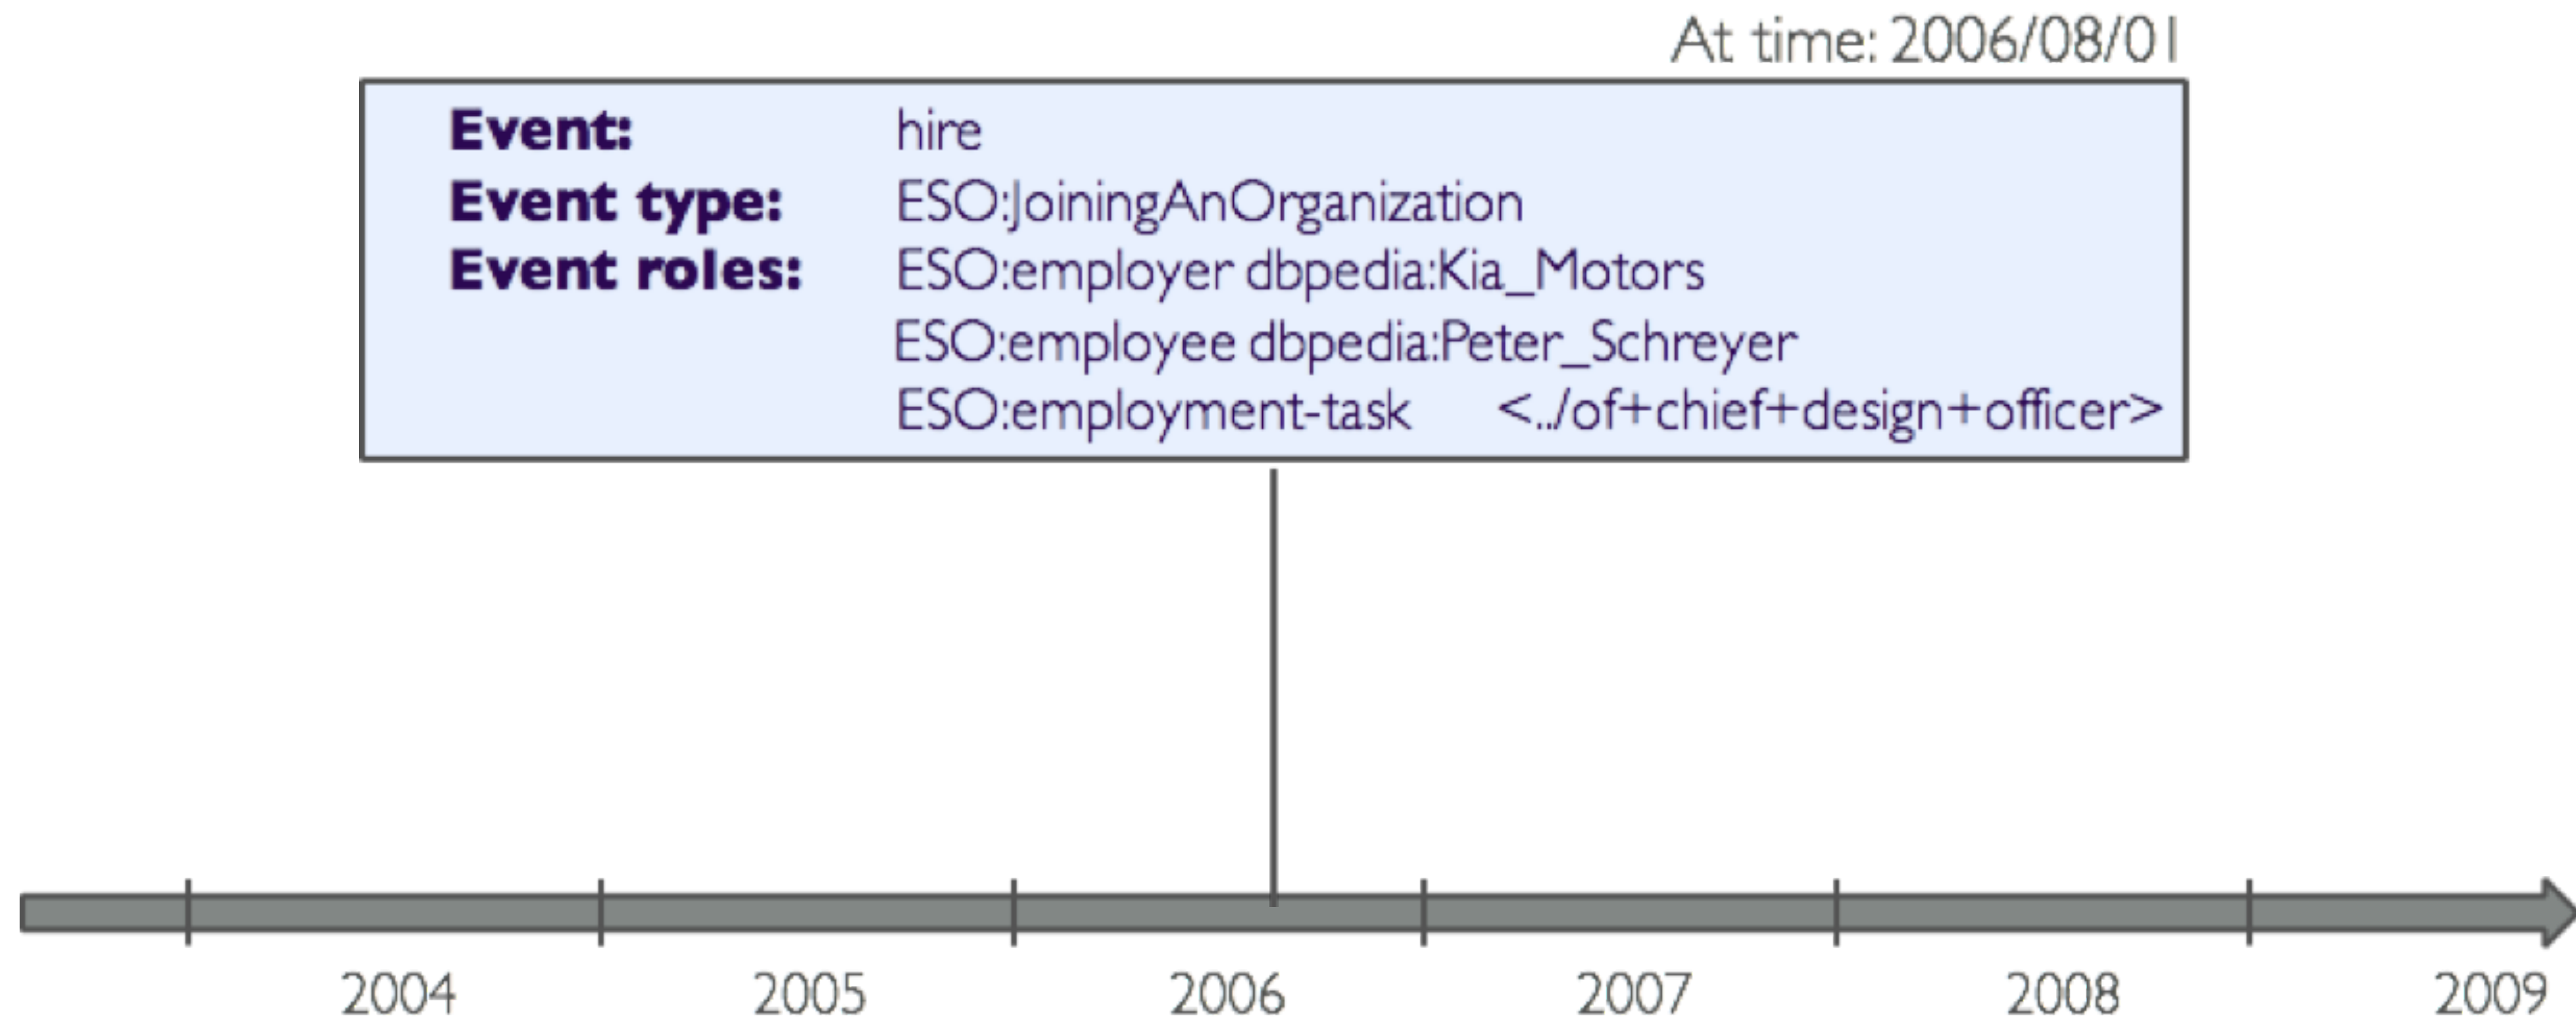 At time: 2006/08/01
Event: hire
Event type: ESO:JoiningAnOrganization
Event roles: ESO:employer dbpedia:Kia_Motors
ESO:employee dbpedia:Peter_Schreyer
ESO:employment-task <../of+chief+design+officer>
2004 2005 2006 2007 2008 2009